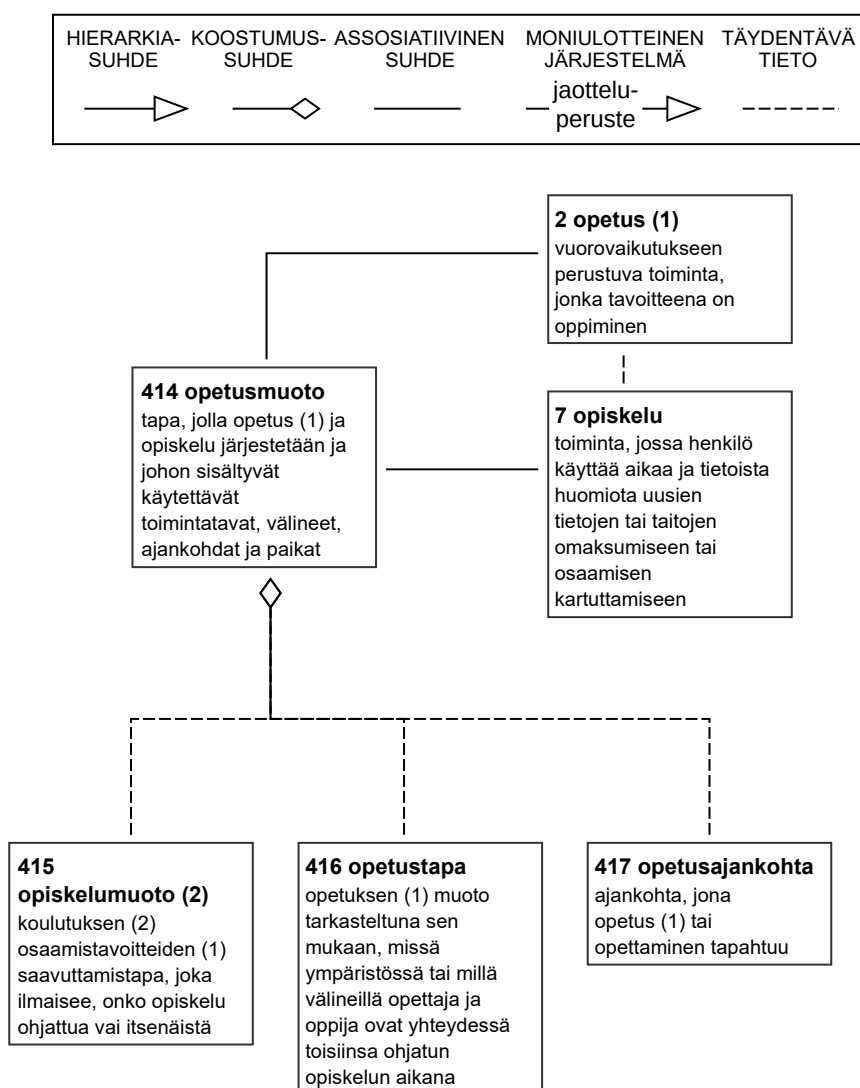 HIERARKIA-
SUHDE
KOOSTUMUS-
SUHDE
ASSOSIATIIVINEN
SUHDE
MONIULOTTEINEN
JÄRJESTELMÄ
TÄYDENTÄVÄ
TIETO
jaottelu-
peruste
2 opetus (1)
vuorovaikutukseen
perustuva toiminta,
jonka tavoitteena on
oppiminen
414 opetusmuoto
tapa, jolla opetus (1) ja
opiskelu järjestetään ja
johon sisältyvät
käytettävät
toimintatavat, välineet,
ajankohdat ja paikat
7 opiskelu
toiminta, jossa henkilö
käyttää aikaa ja tietoista
huomiota uusien
tietojen tai taitojen
omaksumiseen tai
osaamisen
kartuttamiseen
415
opiskelumuoto (2)
koulutuksen (2)
osaamistavoitteiden (1)
saavuttamistapa, joka
ilmaisee, onko opiskelu
ohjattua vai itsenäistä
416 opetustapa
opetuksen (1) muoto
tarkasteltuna sen
mukaan, missä
ympäristössä tai millä
välineillä opettaja ja
oppija ovat yhteydessä
toisiinsa ohjatun
opiskelun aikana
417 opetusajankohta
ajankohta, jona
opetus (1) tai
opettaminen tapahtuu